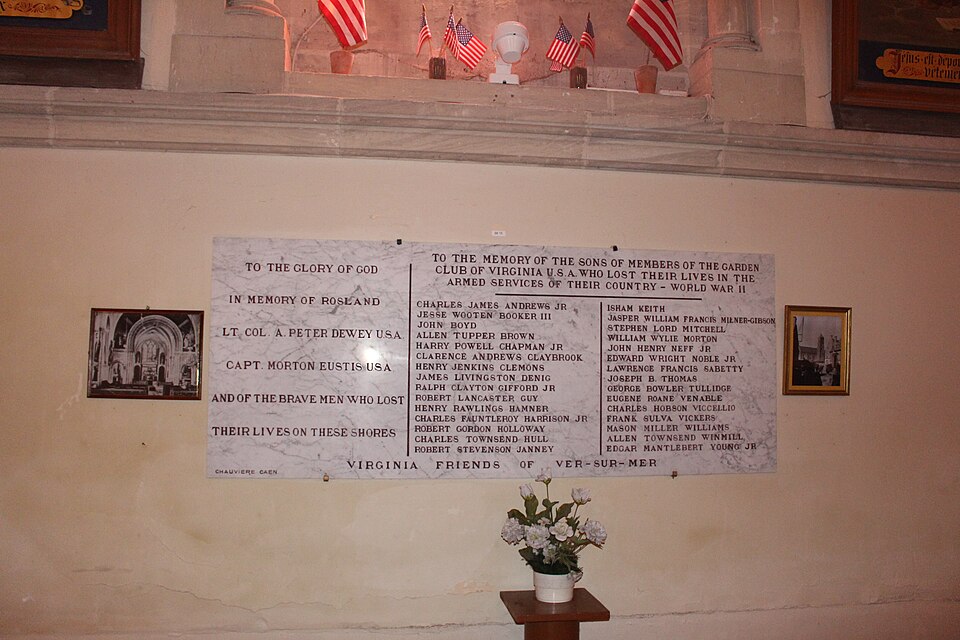 Jesus est depou
veteme
TO THE GLORY OF GOD
IN MEMORY OF ROSLAND
LT. COL. A. PETER DEWEY U.S.A.
CAPT. MORTON EUSTIS USA
AND OF THE BRAVE MEN WHO LOST
THEIR LIVES ON THESE SHORES
CHAUVIERE CAEN
TO THE MEMORY OF THE SONS OF MEMBERS OF THE GARDEN
CLUB OF VIRGINIA U.S.A. WHO LOST THEIR LIVES IN THE
ARMED SERVICES OF THEIR COUNTRY - WORLD WAR II
CHARLES JAMES ANDREWS JR
JESSE WOOTEN BOOKER III
JOHN BOYD
ALLEN TUPPER BROWN
HARRY POWELL CHAPMAN JR
CLARENCE ANDREWS CLAYBROOK
HENRY JENKINS CLEMONS
JAMES LIVINGSTON DENIG
RALPH CLAYTON GIFFORD JR
ROBERT LANCASTER GUY
HENRY RAWLINGS HAMNER
CHARLES FAUNTLEROY HARRISON JR
ROBERT GORDON HOLLOWAY
CHARLES TOWNSEND HULL
ROBERT STEVENSON JANNEY
ISHAM KEITH
JASPER WILLIAM FRANCIS MILNER-GIBSON
STEPHEN LORD MITCHELL
WILLIAM WYLIE MORTON
JOHN HENRY NEFF JR
EDWARD WRIGHT NOBLE JR
LAWRENCE FRANCIS SABETTY
JOSEPH B. THOMAS
GEORGE BOWLER TULLIDGE
EUGENE ROANE VENABLE
CHARLES HOBSON VICCELLIO
FRANK SULVA VICKERS
MASON MILLER WILLIAMS
ALLEN TOWNSEND WINMILL
EDGAR MANTLEBERT YOUNG JR
VIRGINIA FRIENDS OF VER-SUR-MER